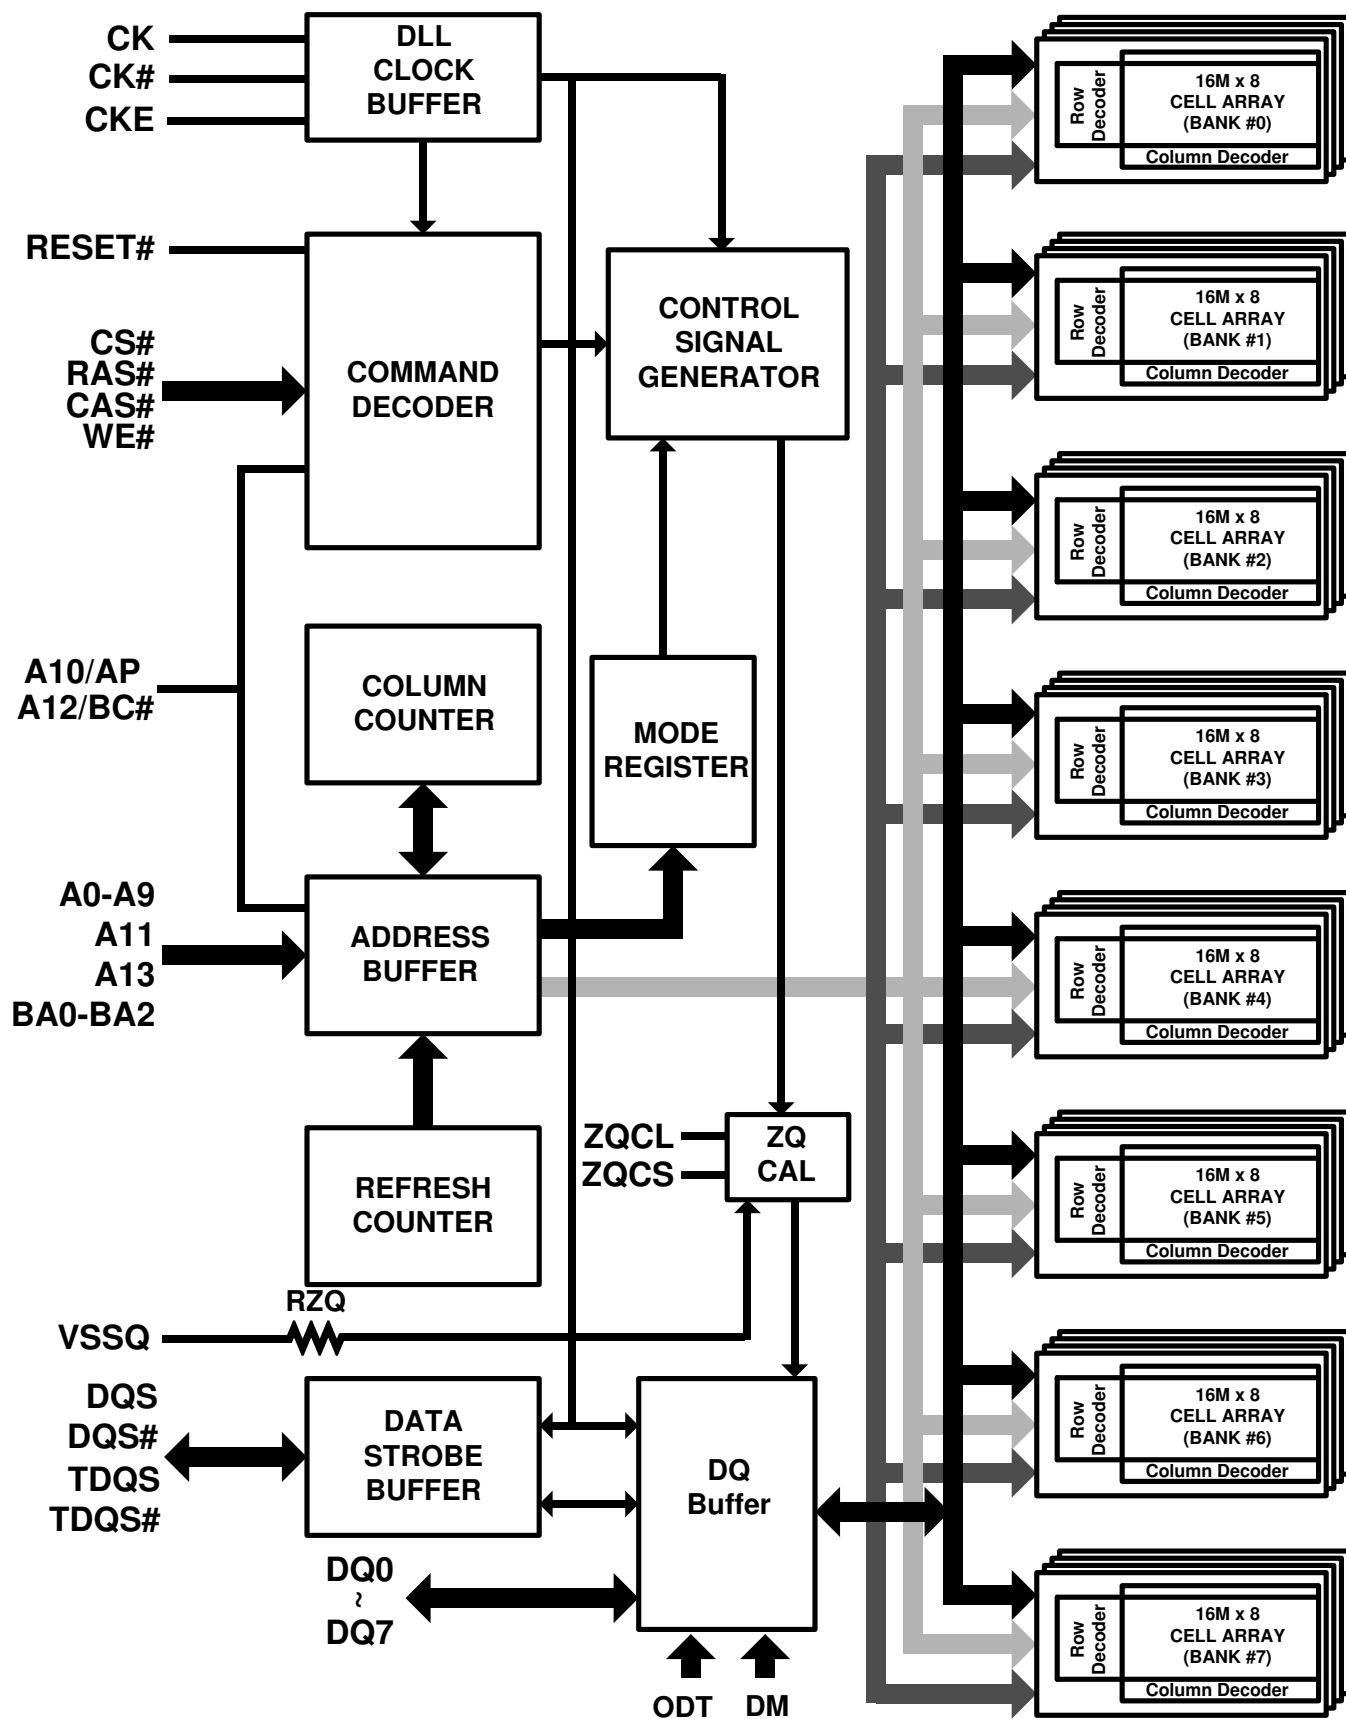 CK
CK#
CKE
DLL
CLOCK
BUFFER
RESET#
CS#
RAS#
CAS#
WE#
COMMAND
DECODER
CONTROL
SIGNAL
GENERATOR
A10/AP
A12/BC#
COLUMN
COUNTER
MODE
REGISTER
A0-A9
A11
A13
BA0-BA2
ADDRESS
BUFFER
REFRESH
COUNTER
ZQCL
ZQCS
ZQ
CAL
RZQ
VSSQ
DQS
DQS#
TDQS
TDQS#
DATA
STROBE
BUFFER
DQ
Buffer
DQ0
~
DQ7
ODT
DM
Row
Decoder
16M x 8
CELL ARRAY
(BANK #0)
Column Decoder
Row
Decoder
16M x 8
CELL ARRAY
(BANK #1)
Column Decoder
Row
Decoder
16M x 8
CELL ARRAY
(BANK #2)
Column Decoder
Row
Decoder
16M x 8
CELL ARRAY
(BANK #3)
Column Decoder
Row
Decoder
16M x 8
CELL ARRAY
(BANK #4)
Column Decoder
Row
Decoder
16M x 8
CELL ARRAY
(BANK #5)
Column Decoder
Row
Decoder
16M x 8
CELL ARRAY
(BANK #6)
Column Decoder
Row
Decoder
16M x 8
CELL ARRAY
(BANK #7)
Column Decoder